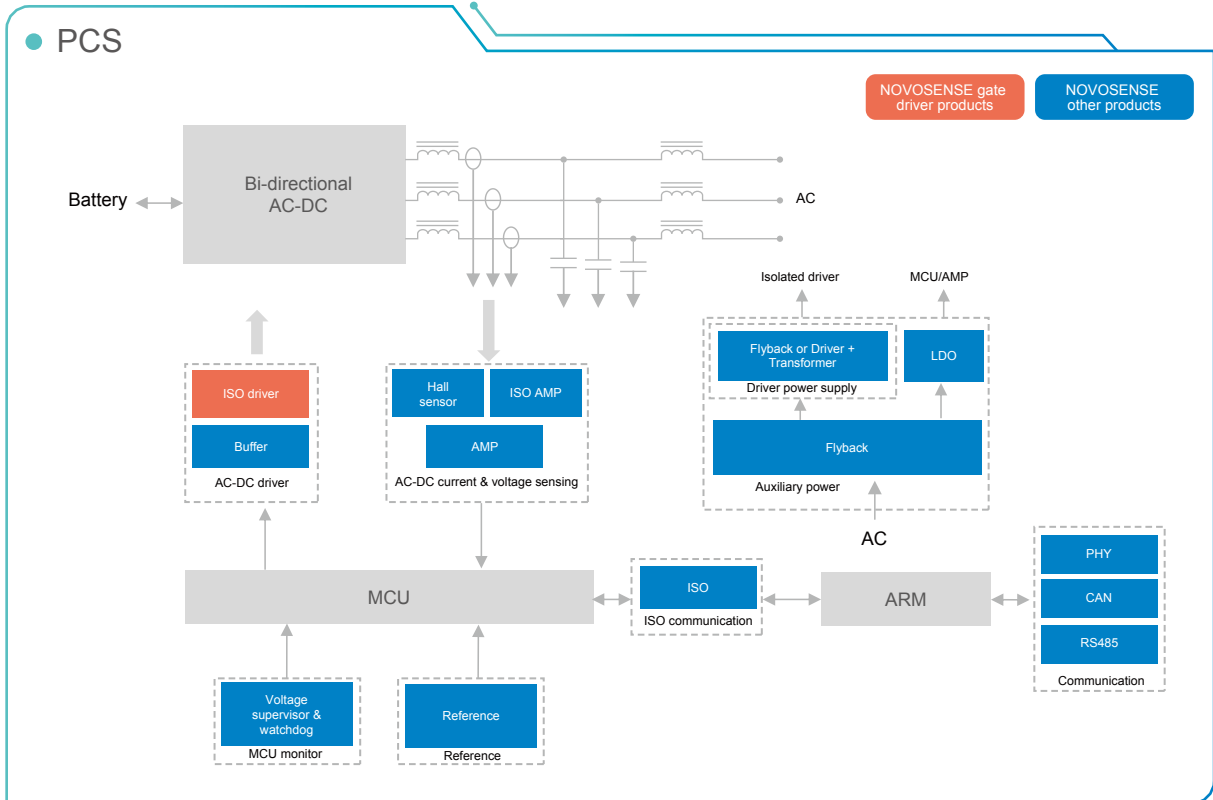 PCS
NOVOSENSE gate
driver products
NOVOSENSE
other products
Bi-directional
AC-DC
Battery
AC
Isolated driver
MCU/AMP
Flyback or Driver +
Transformer
Driver power supply
LDO
Flyback
Auxiliary power
AC
ISO driver
Buffer
AC-DC driver
Hall
sensor
ISO AMP
AMP
AC-DC current & voltage sensing
MCU
ISO
ISO communication
ARM
PHY
CAN
RS485
Communication
Voltage
supervisor &
watchdog
MCU monitor
Reference
Reference